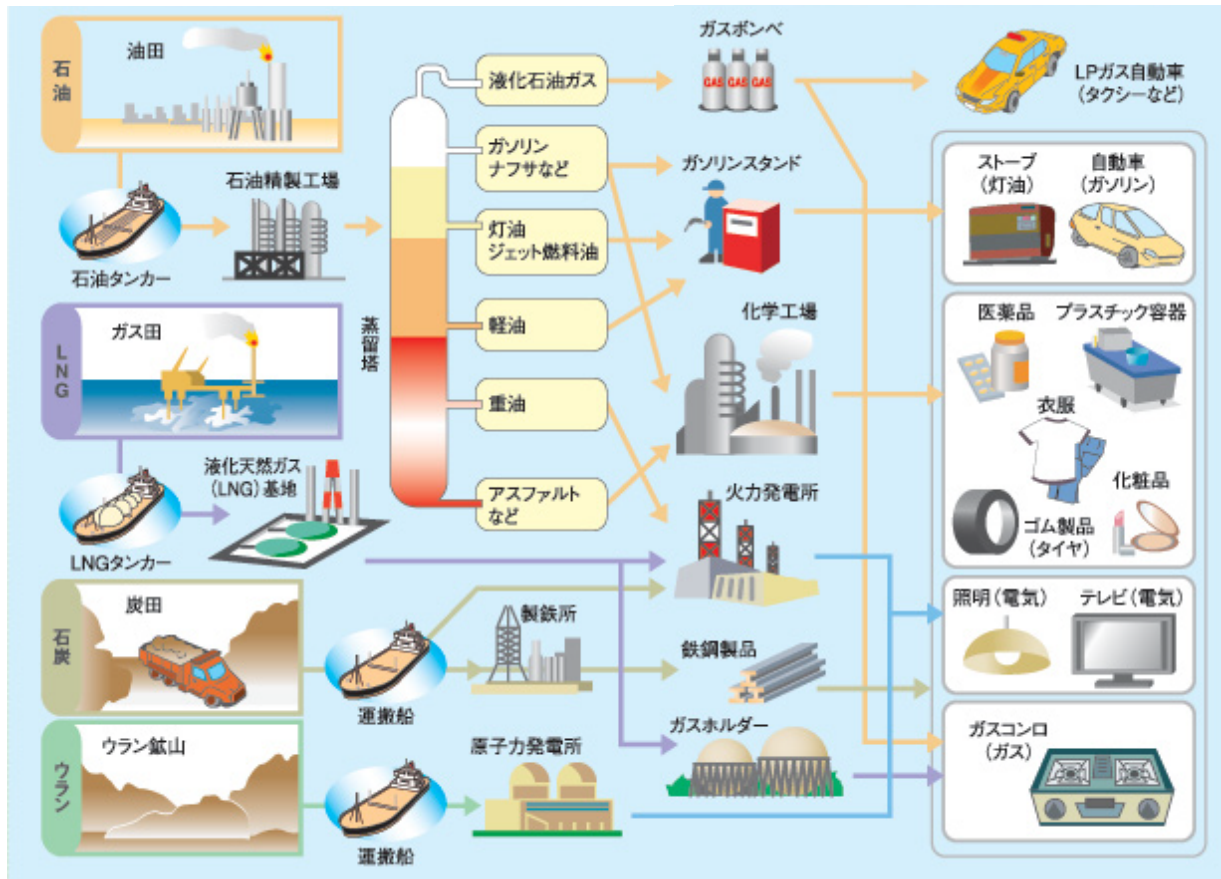 石油
油田
石油タンカー
石油精製工場
蒸留塔
液化石油ガス
ガソリン
ナフサなど
灯油
ジェット燃料油
軽油
重油
アスファルト
など
ガスボンベ
GAS
GAS
GAS
ガソリンスタンド
化学工場
火力発電所
LPガス自動車
(タクシーなど)
ストーブ
(灯油)
自動車
(ガソリン)
医薬品
プラスチック容器
衣服
化粧品
ゴム製品
(タイヤ)
照明(電気)
テレビ(電気)
ガスコンロ
(ガス)
LNG
ガス田
LNGタンカー
液化天然ガス
(LNG)基地
石炭
炭田
運搬船
製鉄所
鉄鋼製品
ガスホルダー
ウラン
ウラン鉱山
運搬船
原子力発電所